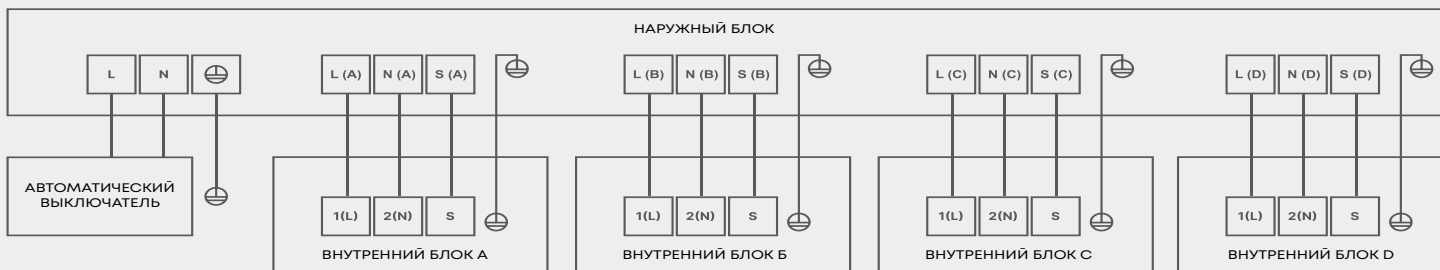 НАРУЖНЫЙ БЛОК
L N L (A) N (A) S (A) L (B) N (B) S (B) L (C) N (C) S (C) L (D) N (D) S (D)
АВТОМАТИЧЕСКИЙ
ВЫКЛЮЧАТЕЛЬ
1(L) 2(N) S 1(L) 2(N) S 1(L) 2(N) S 1(L) 2(N) S
ВНУТРЕННИЙ БЛОК А ВНУТРЕННИЙ БЛОК Б ВНУТРЕННИЙ БЛОК С ВНУТРЕННИЙ БЛОК D